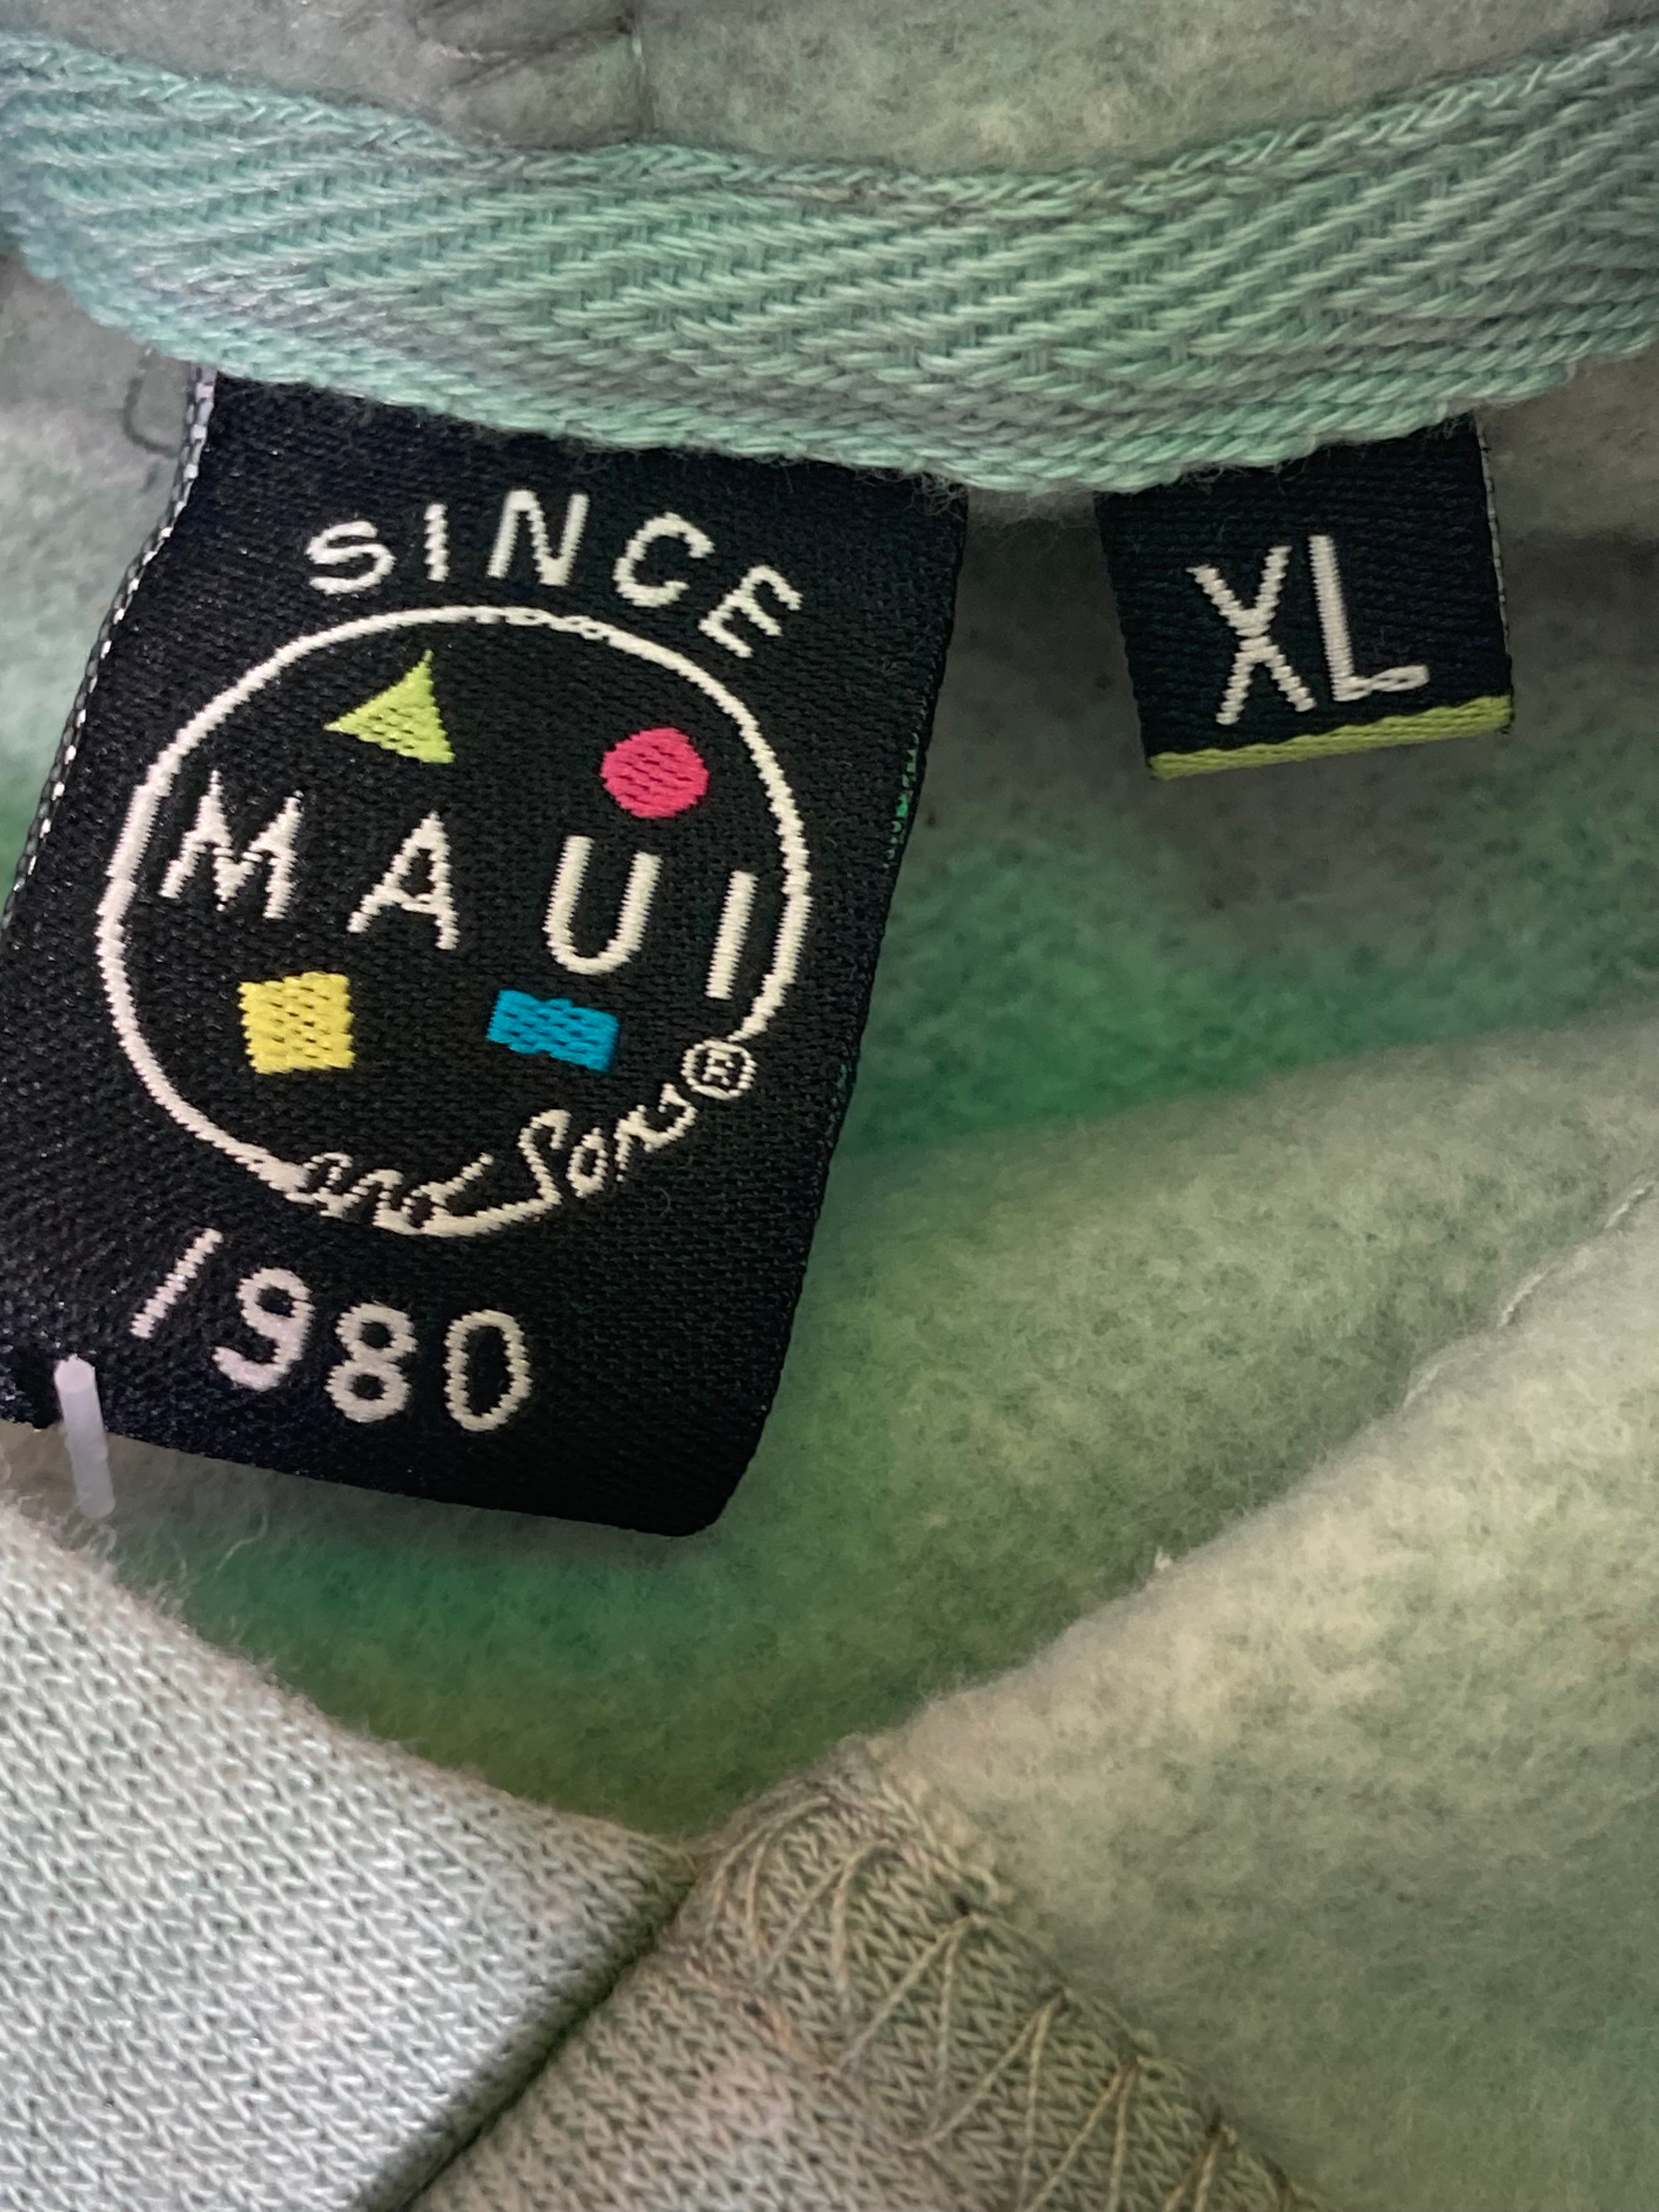 SINCE
MAUI
and Sons®
1980
XL